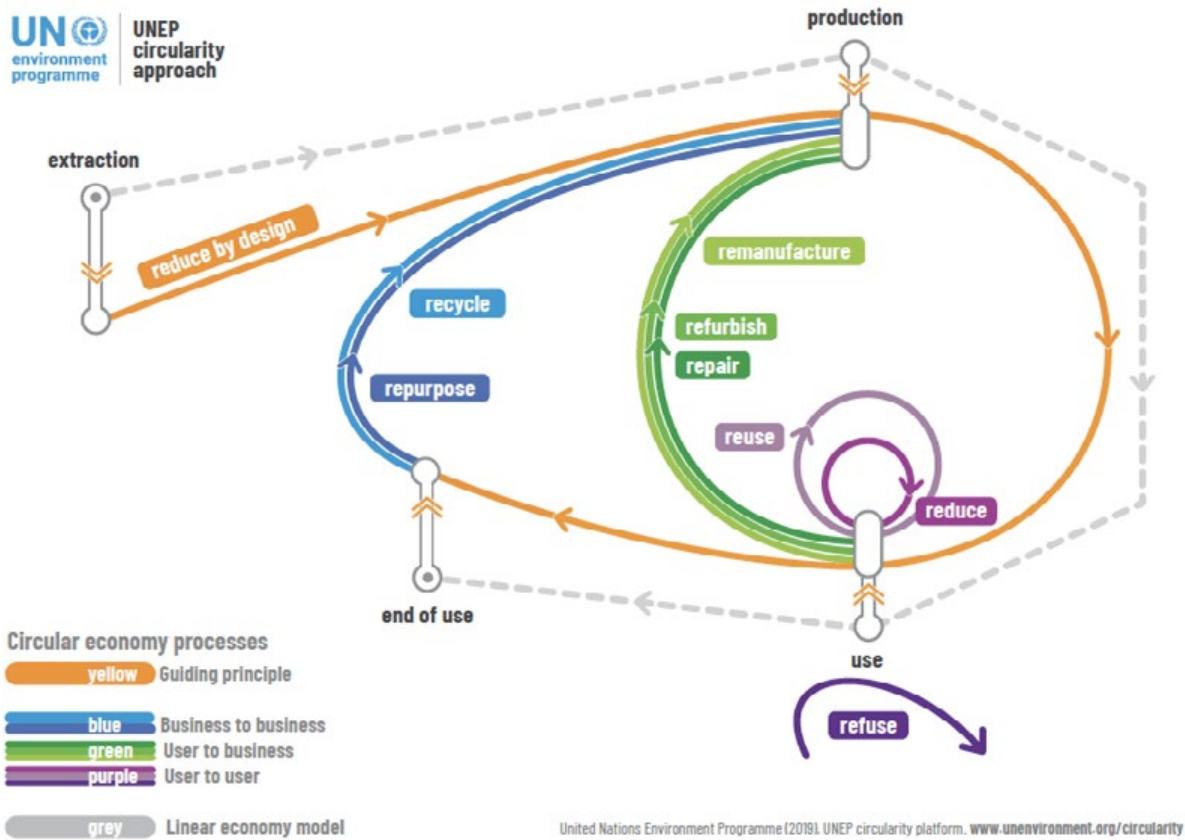 UN
environment
programme
UNEP
circularity
approach
production
extraction
reduce by design
remanufacture
recycle
refurbish
repair
repurpose
reuse
reduce
end of use
use
refuse
Circular economy processes
yellow Guiding principle
blue Business to business
green User to business
purple User to user
grey Linear economy model
United Nations Environment Programme (2019). UNEP circularity platform. www.unenvironment.org/circularity